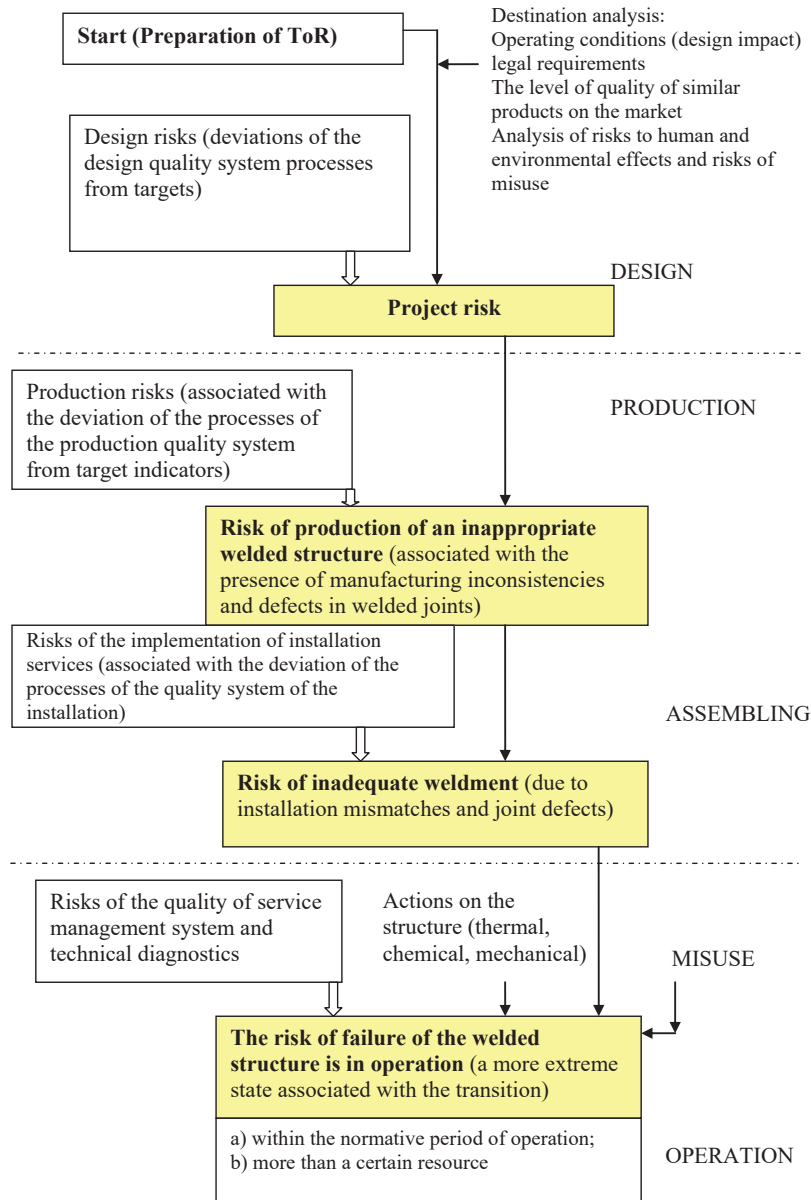 Start (Preparation of ToR)
Destination analysis:
Operating conditions (design impact)
legal requirements
The level of quality of similar
products on the market
Analysis of risks to human and
environmental effects and risks of
misuse
Design risks (deviations of the
design quality system processes
from targets)
DESIGN
Project risk
Production risks (associated with
the deviation of the processes of
the production quality system
from target indicators)
PRODUCTION
Risk of production of an inappropriate
welded structure (associated with the
presence of manufacturing inconsistencies
and defects in welded joints)
Risks of the implementation of installation
services (associated with the deviation of the
processes of the quality system of the
installation)
ASSEMBLING
Risk of inadequate weldment (due to
installation mismatches and joint defects)
Risks of the quality of service
management system and
technical diagnostics
Actions on the
structure (thermal,
chemical, mechanical)
MISUSE
The risk of failure of the welded
structure is in operation (a more extreme
state associated with the transition)
a) within the normative period of operation;
b) more than a certain resource
OPERATION